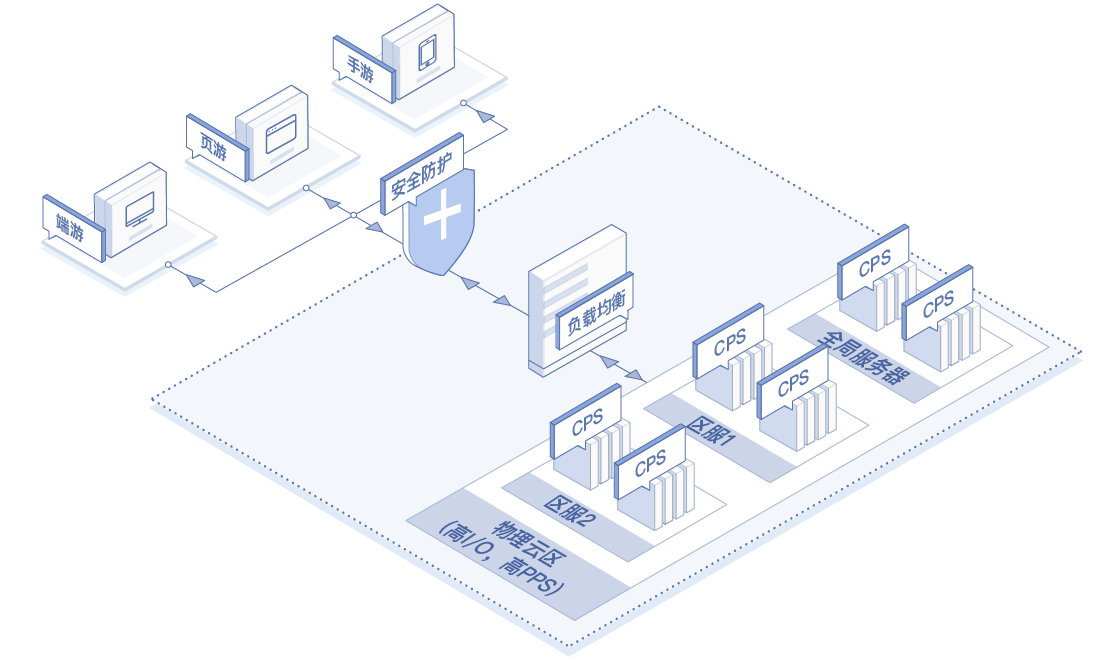 手游
页游
端游
安全防护
负载均衡
CPS
CPS
全局服务器
CPS
CPS
区服1
CPS
CPS
区服2
物理云区
(高I/O，高PPS)